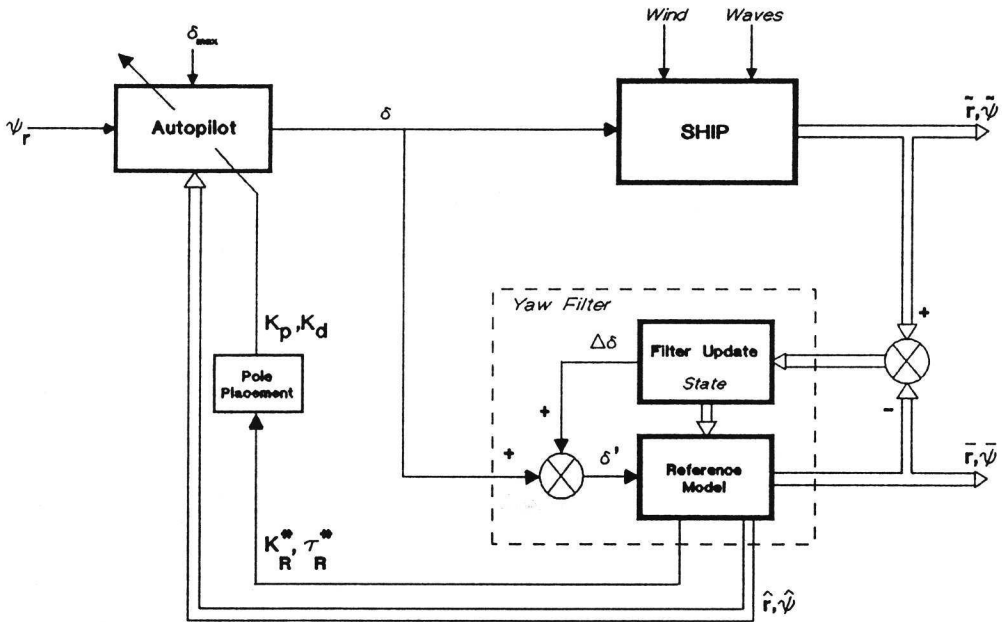 Wind
Waves
δmax
ψr
Autopilot
δ
SHIP
r̃,ψ̃
Yaw Filter
+
Kp,Kd
Δδ
Filter Update
State
Pole
Placement
-
+
+
δ'
Reference
Model
r̄,ψ̄
K*R, τ*R
r̂,ψ̂